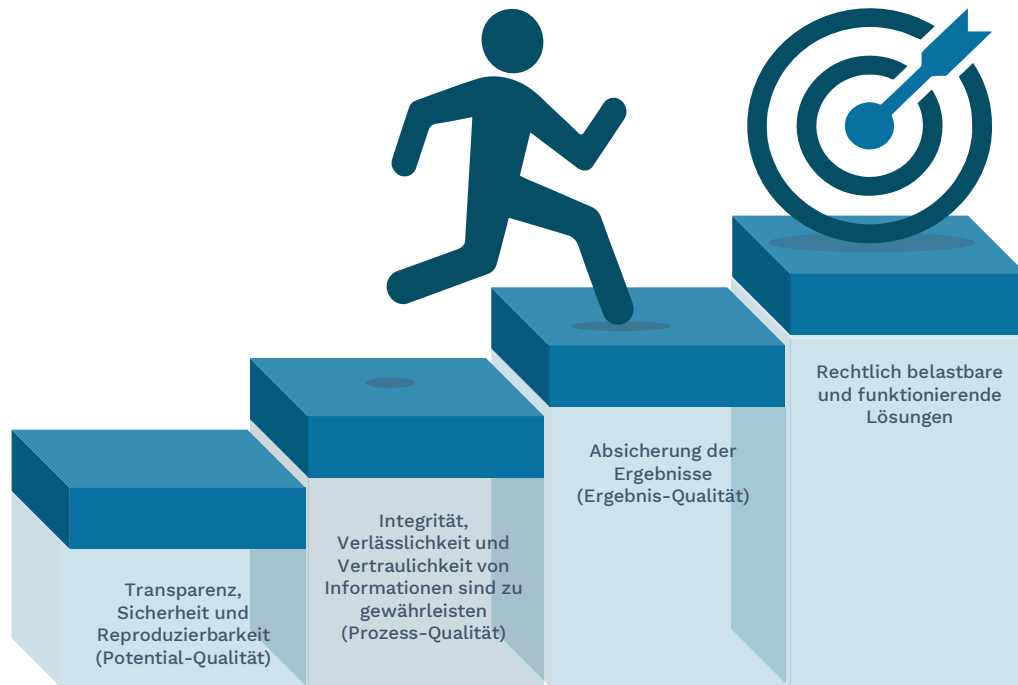 Transparenz,
Sicherheit und
Reproduzierbarkeit
(Potential-Qualität)
Integrität,
Verlässlichkeit und
Vertraulichkeit von
Informationen sind zu
gewährleisten
(Prozess-Qualität)
Absicherung der
Ergebnisse
(Ergebnis-Qualität)
Rechtlich belastbare
und funktionierende
Lösungen